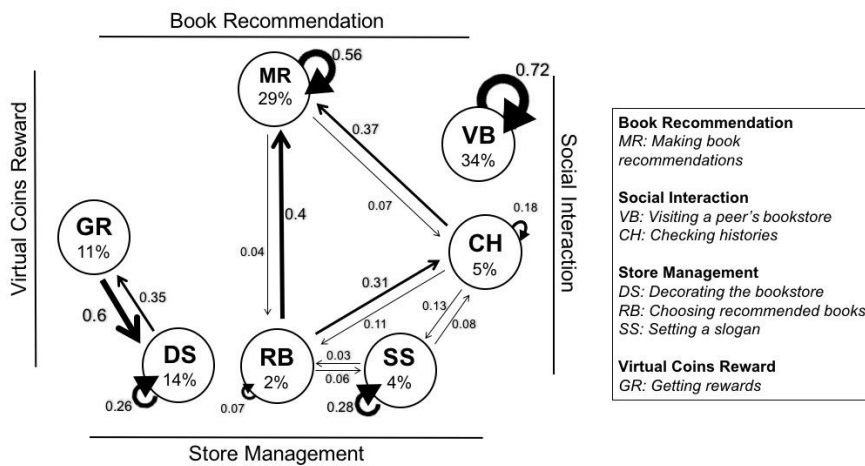 Book Recommendation
Virtual Coins Reward
Social Interaction
Store Management
MR
29%
0.56
VB
34%
0.72
GR
11%
CH
5%
0.18
DS
14%
0.26
RB
2%
0.07
SS
4%
0.28
0.37
0.07
0.4
0.04
0.31
0.11
0.13
0.08
0.03
0.06
0.6
0.35
Book Recommendation
MR: Making book
recommendations
Social Interaction
VB: Visiting a peer's bookstore
CH: Checking histories
Store Management
DS: Decorating the bookstore
RB: Choosing recommended books
SS: Setting a slogan
Virtual Coins Reward
GR: Getting rewards